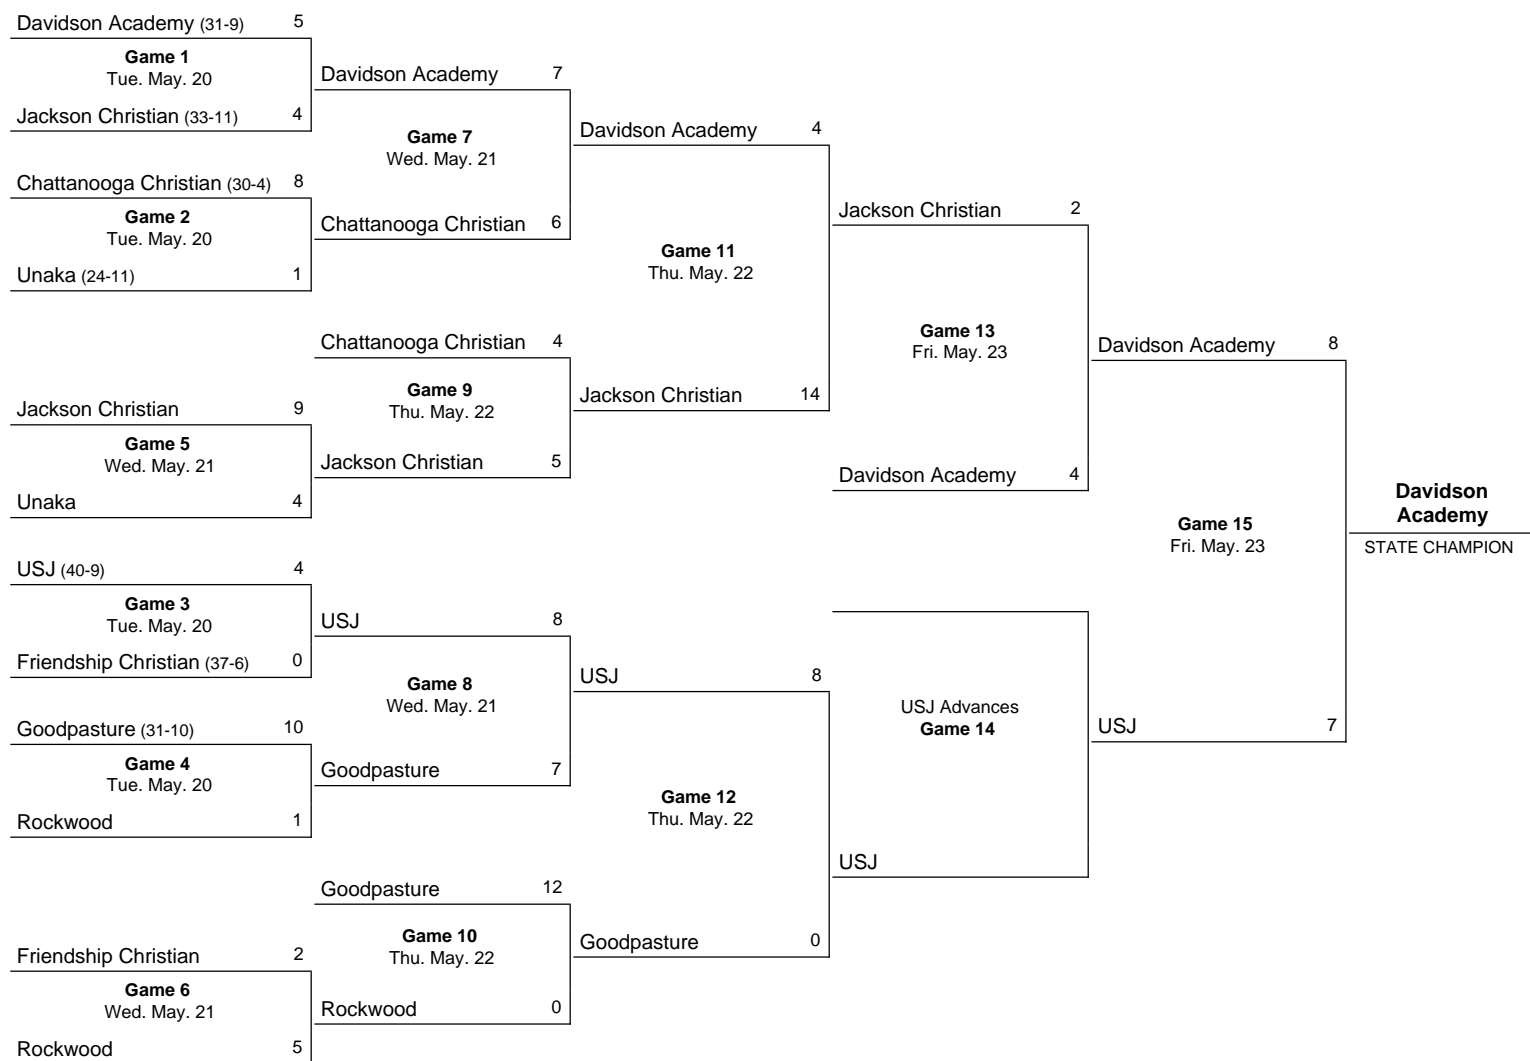 Davidson Academy (31-9) 5
Game 1
Tue. May. 20
Jackson Christian (33-11) 4
Chattanooga Christian (30-4) 8
Game 2
Tue. May. 20
Unaka (24-11) 1
Jackson Christian 9
Game 5
Wed. May. 21
Unaka 4
USJ (40-9) 4
Game 3
Tue. May. 20
Friendship Christian (37-6) 0
Goodpasture (31-10) 10
Game 4
Tue. May. 20
Rockwood 1
Friendship Christian 2
Game 6
Wed. May. 21
Rockwood 5
Davidson Academy 7
Game 7
Wed. May. 21
Chattanooga Christian 6
Chattanooga Christian 4
Game 9
Thu. May. 22
Jackson Christian 5
USJ 8
Game 8
Wed. May. 21
Goodpasture 7
Goodpasture 12
Game 10
Thu. May. 22
Rockwood 0
Davidson Academy 4
Game 11
Thu. May. 22
Jackson Christian 14
USJ 8
Game 12
Thu. May. 22
Goodpasture 0
Jackson Christian 2
Game 13
Fri. May. 23
Davidson Academy 4
USJ Advances
Game 14
USJ
Davidson Academy 8
Game 15
Fri. May. 23
USJ 7
Davidson
Academy
STATE CHAMPION